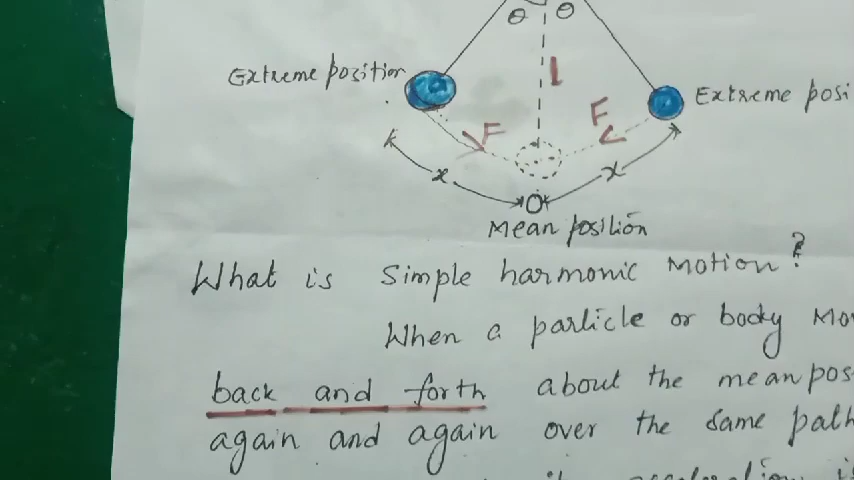 θ θ
l
Extreme position
Extreme posi
F F
x x
O
Mean position
What is simple harmonic motion?
When a particle or body Mov
back and forth about the mean pos
again and again over the same path